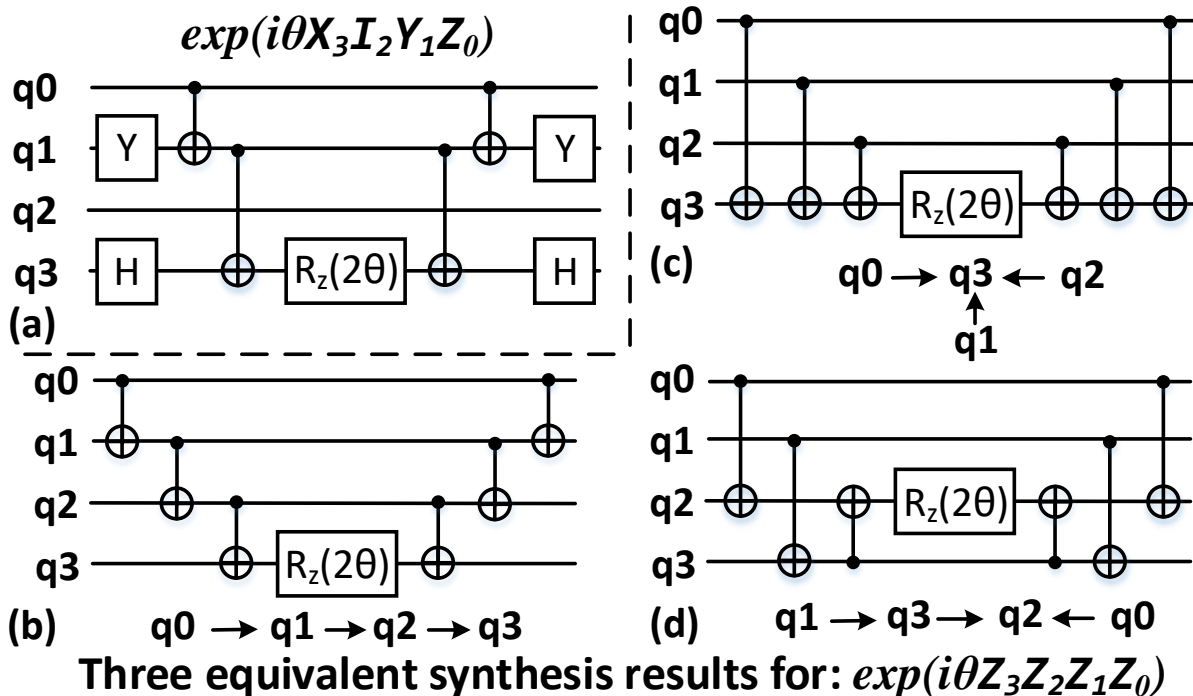 exp(iθX₃I₂Y₁Z₀)
q0
q1 Y Y
q2
q3 H R_z(2θ) H
(a)
q0
q1
q2
q3 R_z(2θ)
(c)
q0 → q3 ← q2
↑
q1
q0
q1
q2
q3 R_z(2θ)
(b) q0 → q1 → q2 → q3
q0
q1
q2 R_z(2θ)
q3
(d) q1 → q3 → q2 ← q0
Three equivalent synthesis results for: exp(iθZ₃Z₂Z₁Z₀)